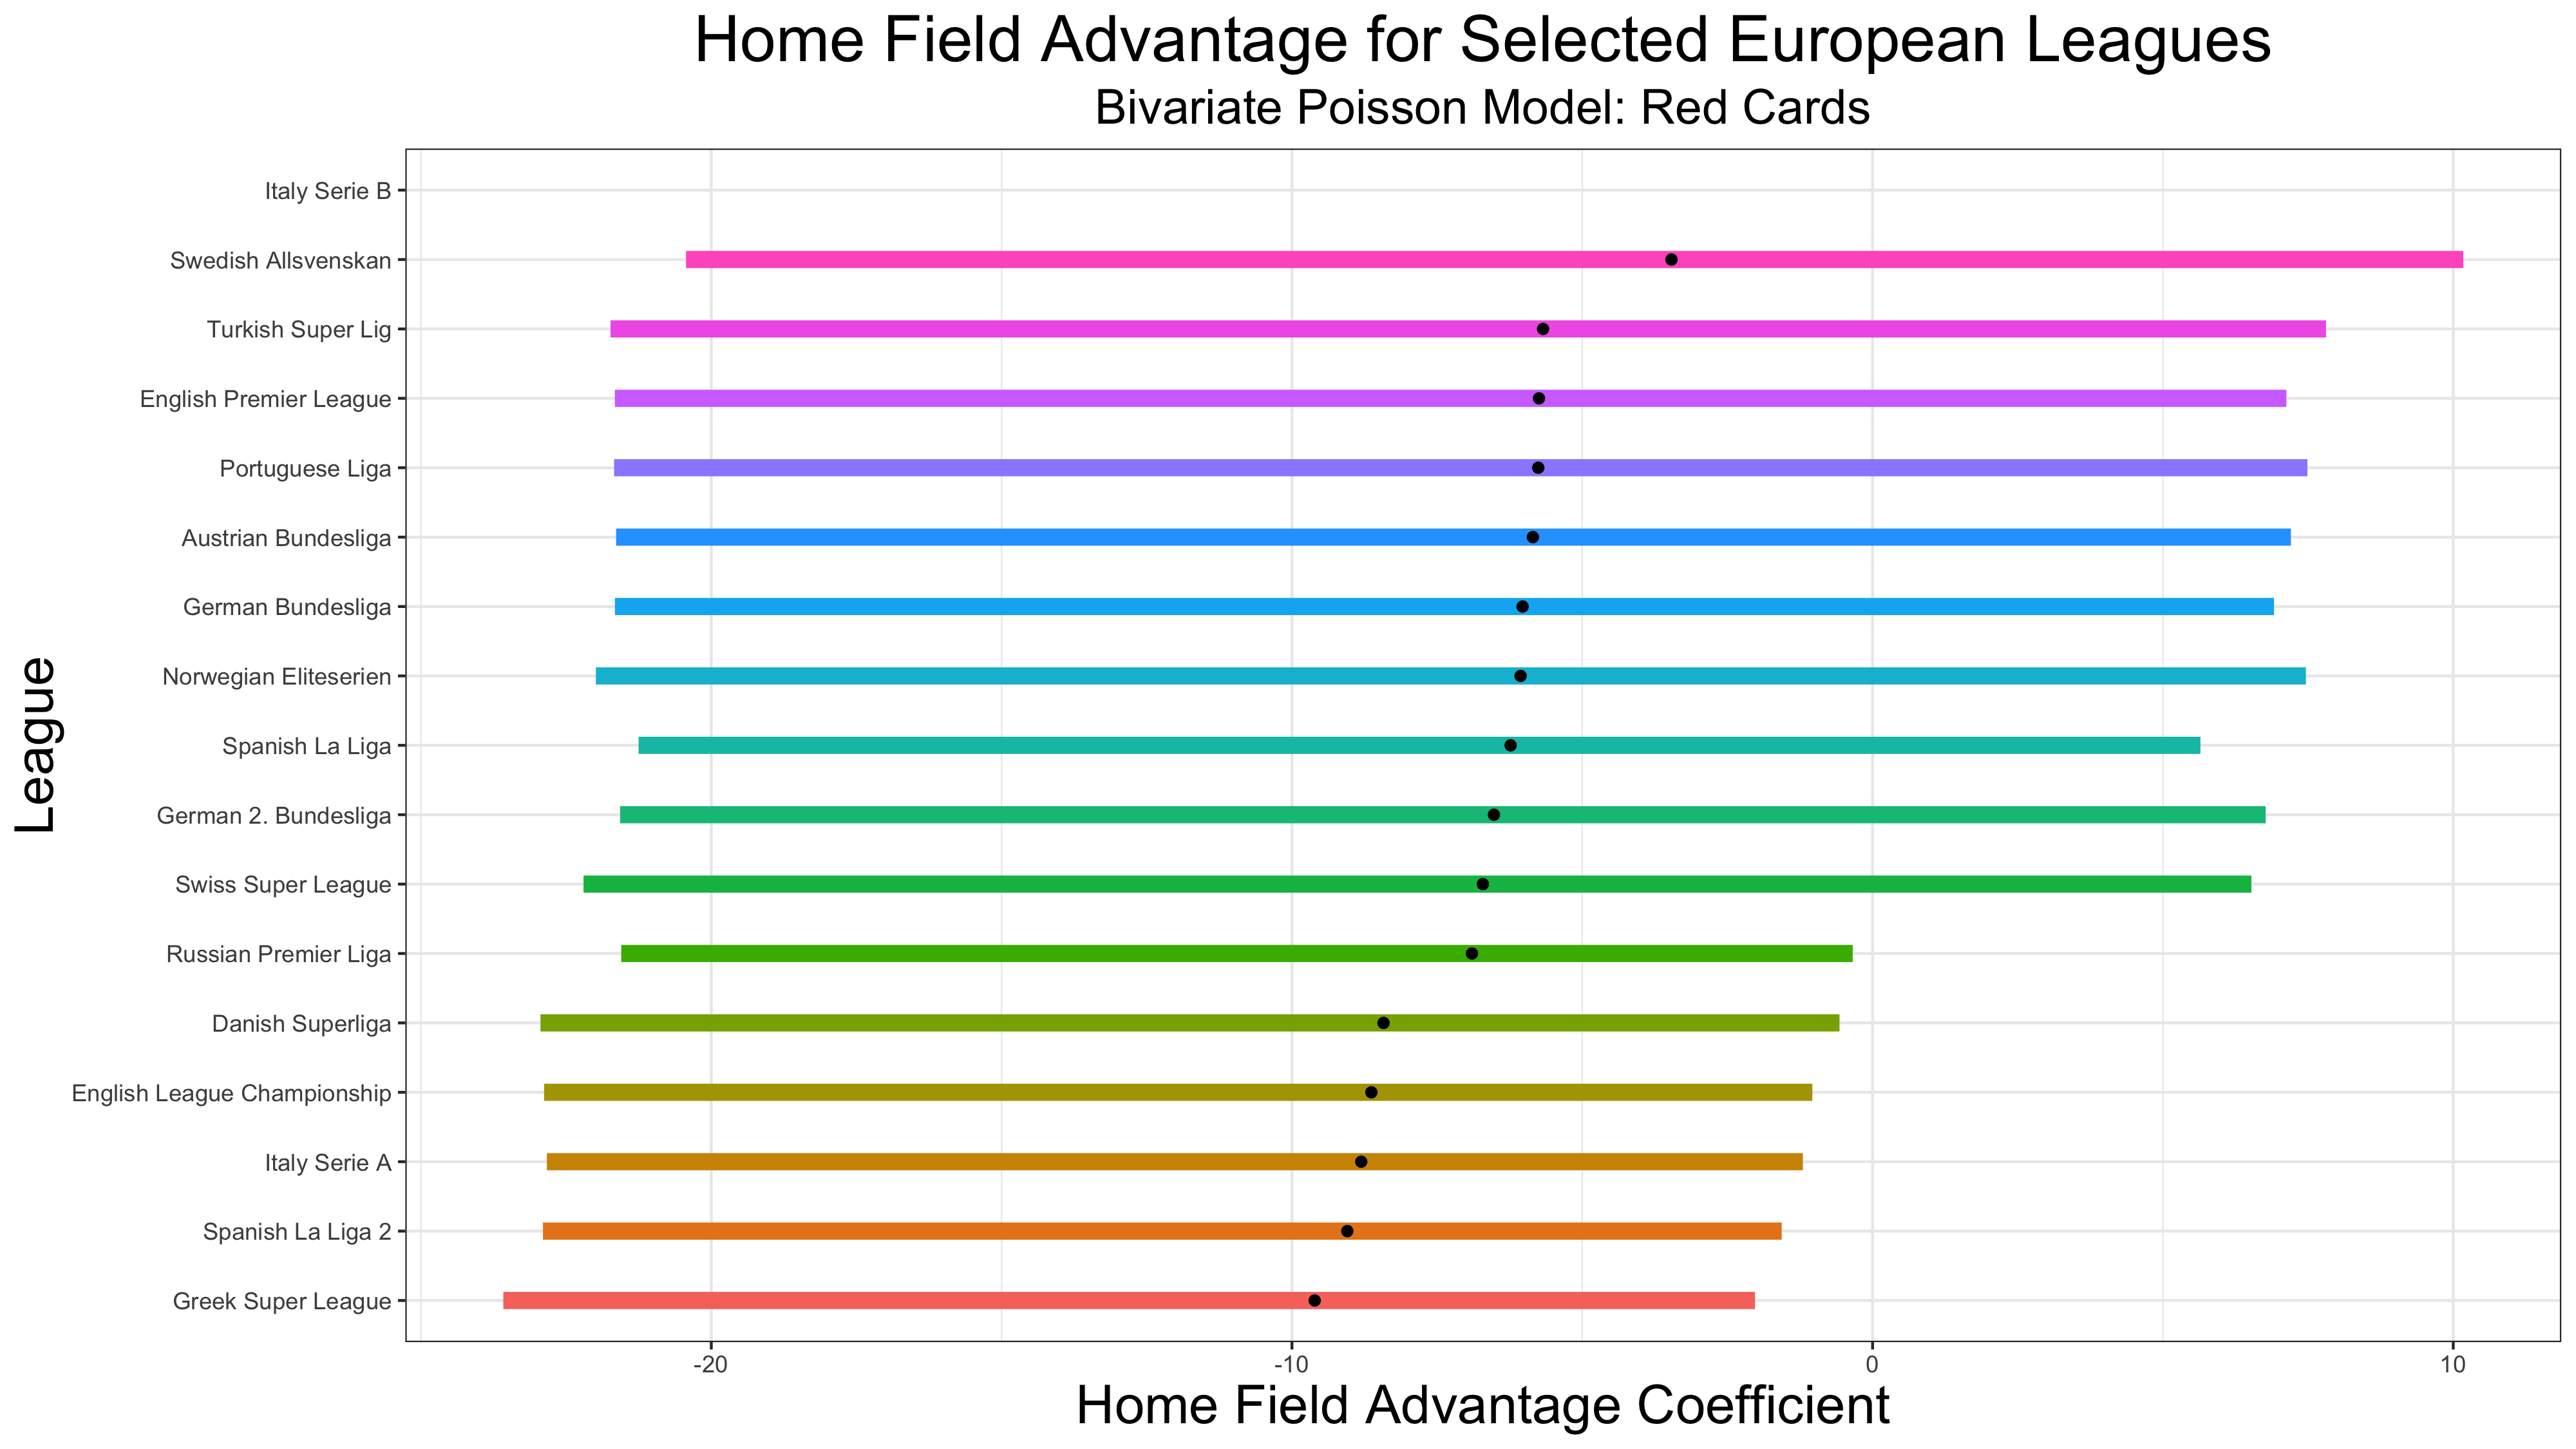 Home Field Advantage for Selected European Leagues
Bivariate Poisson Model: Red Cards
League
Italy Serie B
Swedish Allsvenskan
Turkish Super Lig
English Premier League
Portuguese Liga
Austrian Bundesliga
German Bundesliga
Norwegian Eliteserien
Spanish La Liga
German 2. Bundesliga
Swiss Super League
Russian Premier Liga
Danish Superliga
English League Championship
Italy Serie A
Spanish La Liga 2
Greek Super League
-20 -10 0 10
Home Field Advantage Coefficient